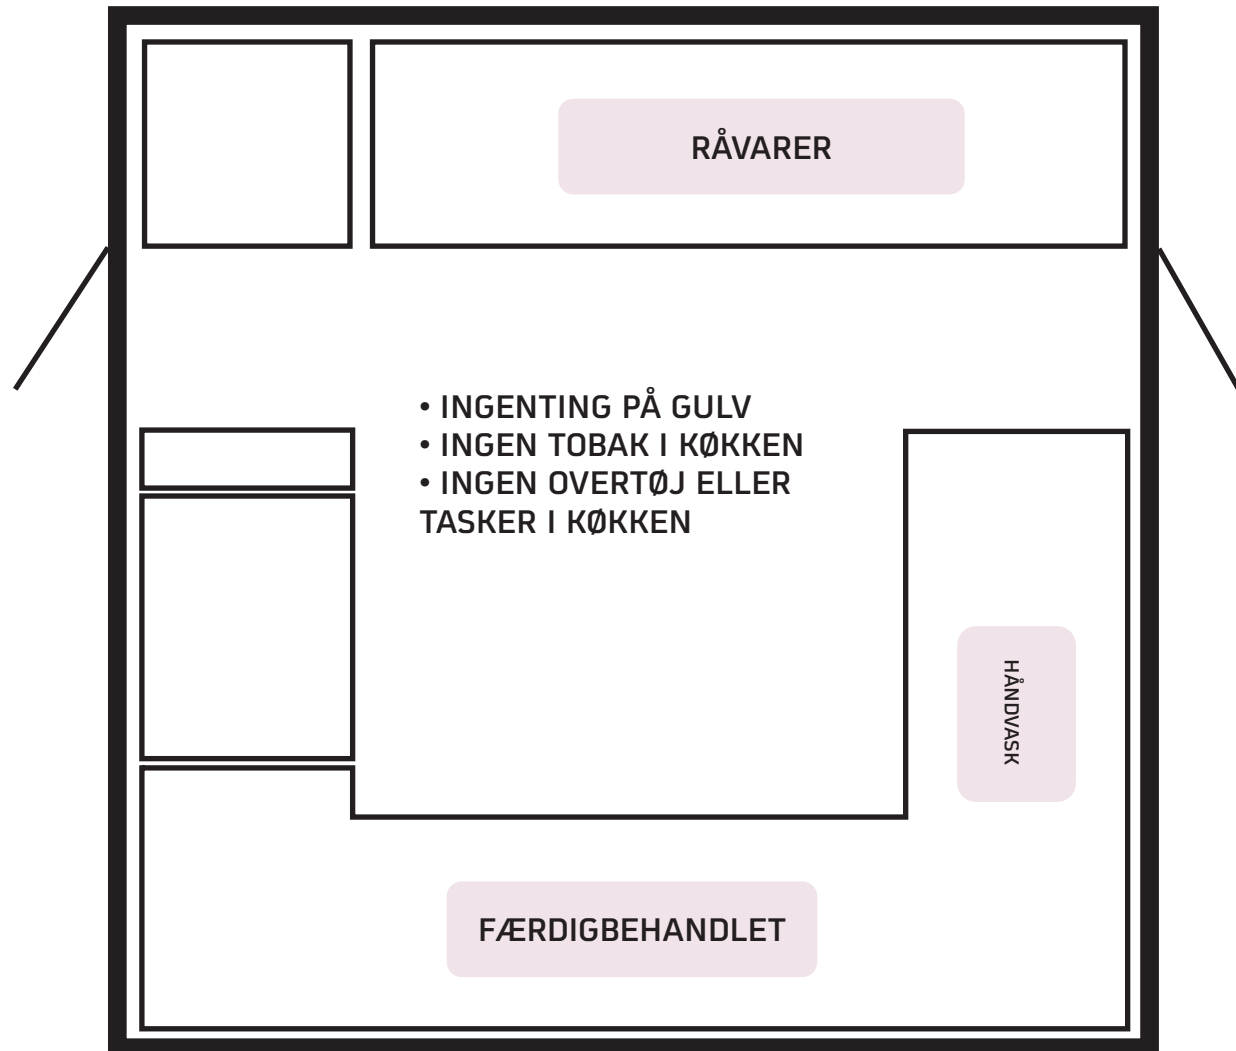 RÅVARER
• INGENTING PÅ GULV
• INGEN TOBAK I KØKKEN
• INGEN OVERTØJ ELLER
TASKER I KØKKEN
HÅNDVASK
FÆRDIGBEHANDLET